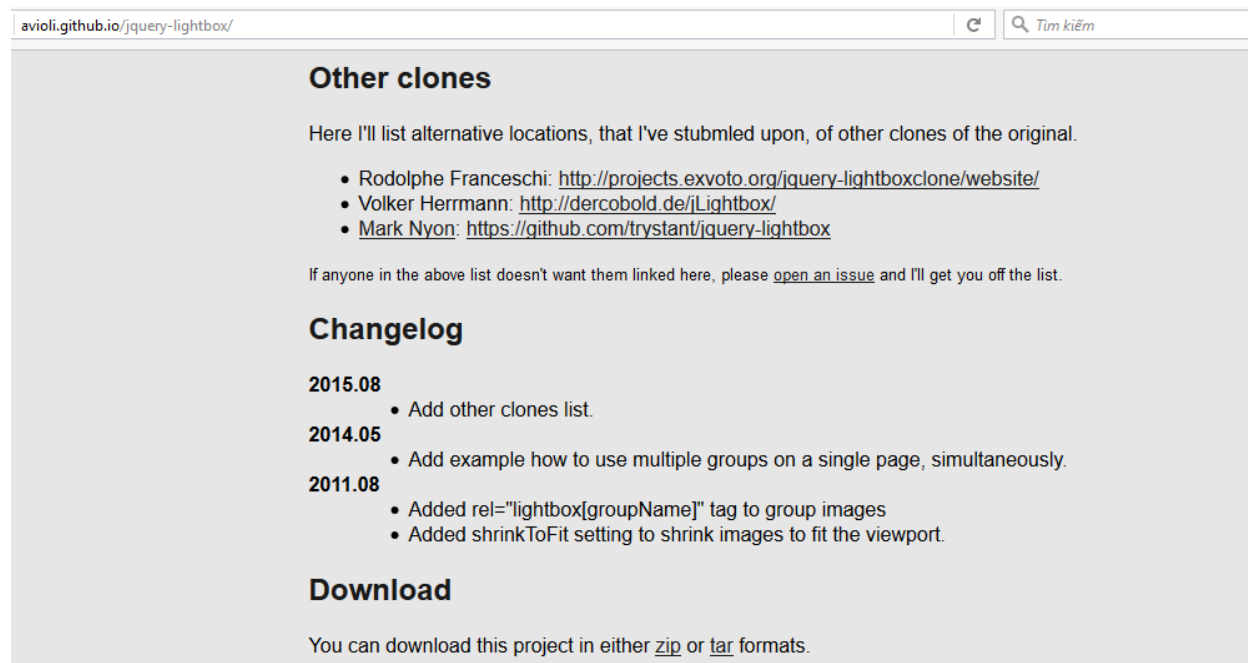 avioli.github.io/jquery-lightbox/
Tìm kiếm
Other clones
Here I'll list alternative locations, that I've stubmled upon, of other clones of the original.
• Rodolphe Franceschi: http://projects.exvoto.org/jquery-lightboxclone/website/
• Volker Herrmann: http://dercobold.de/jLightbox/
• Mark Nyon: https://github.com/trystant/jquery-lightbox
If anyone in the above list doesn't want them linked here, please open an issue and I'll get you off the list.
Changelog
2015.08
• Add other clones list.
2014.05
• Add example how to use multiple groups on a single page, simultaneously.
2011.08
• Added rel="lightbox[groupName]" tag to group images
• Added shrinkToFit setting to shrink images to fit the viewport.
Download
You can download this project in either zip or tar formats.